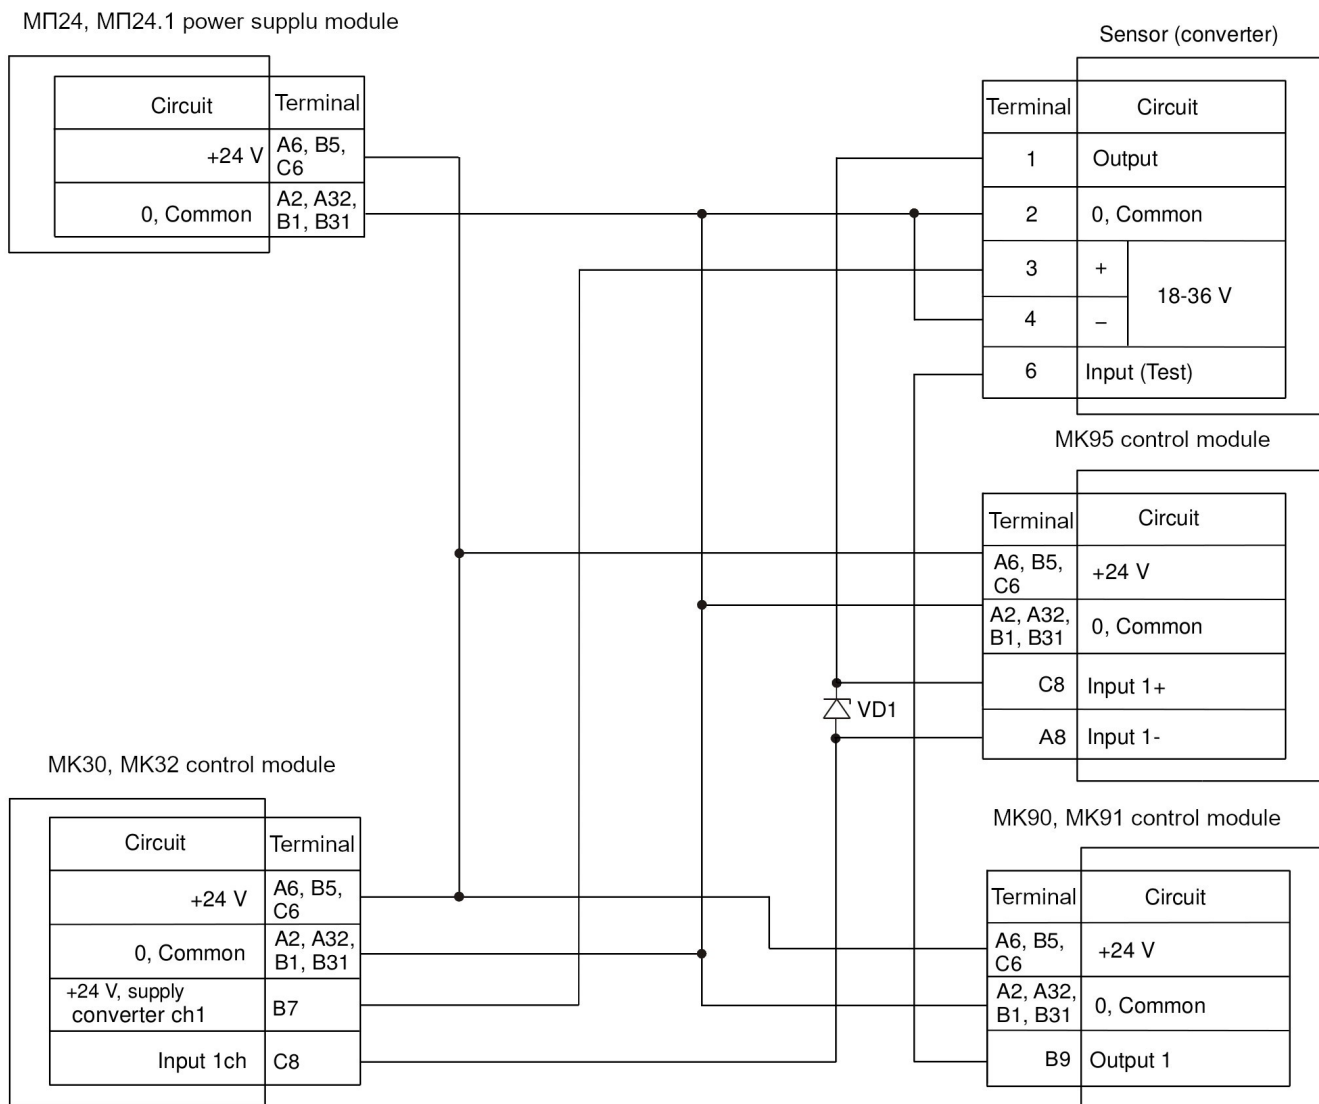 МП24, МП24.1 power supplu module
Circuit
Terminal
+24 V
A6, B5,
C6
0, Common
A2, A32,
B1, B31
Sensor (converter)
Terminal
Circuit
1
Output
2
0, Common
3
+
18-36 V
4
–
6
Input (Test)
MK95 control module
Terminal
Circuit
A6, B5,
C6
+24 V
A2, A32,
B1, B31
0, Common
C8
Input 1+
A8
Input 1-
VD1
MK30, MK32 control module
Circuit
Terminal
+24 V
A6, B5,
C6
0, Common
A2, A32,
B1, B31
+24 V, supply
converter ch1
B7
Input 1ch
C8
MK90, MK91 control module
Terminal
Circuit
A6, B5,
C6
+24 V
A2, A32,
B1, B31
0, Common
B9
Output 1